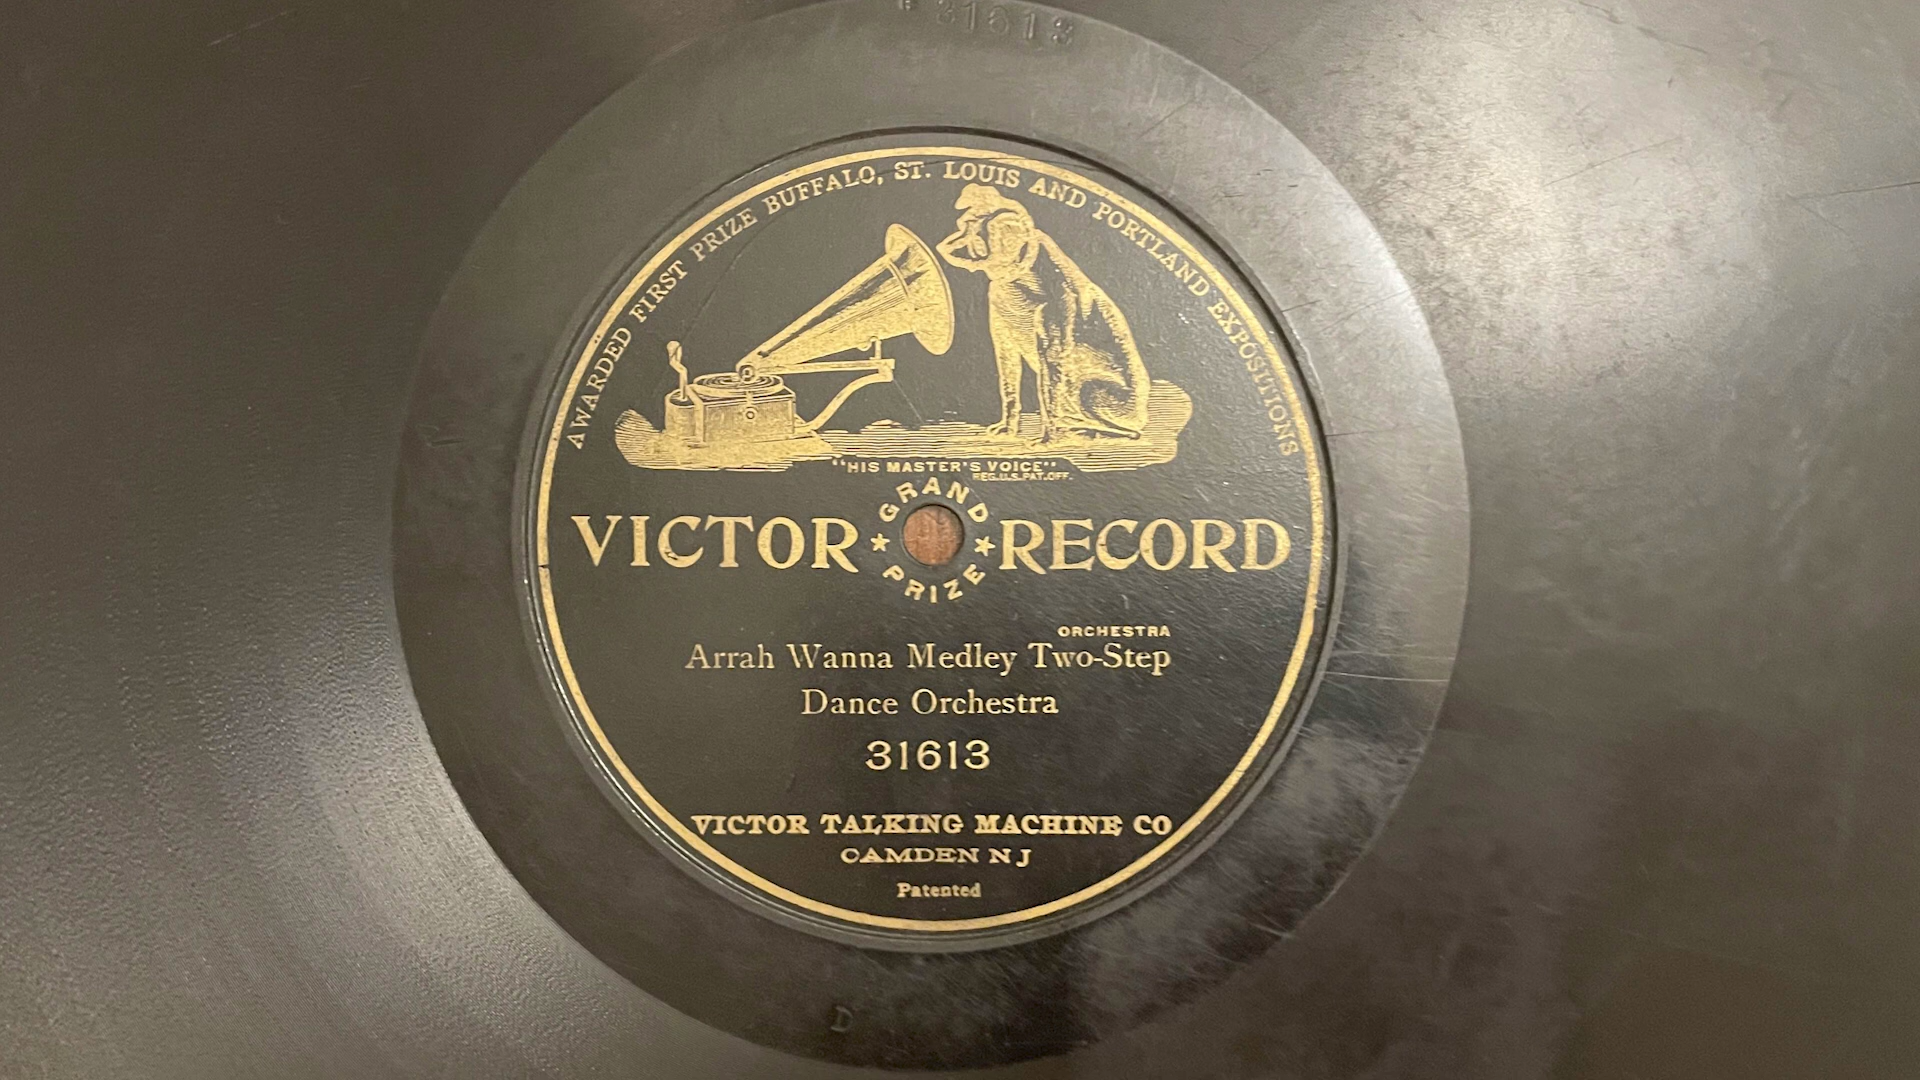 31613
AWARDED FIRST PRIZE BUFFALO, ST. LOUIS AND PORTLAND EXPOSITIONS
"HIS MASTER'S VOICE"
REG.U.S.PAT.OFF.
VICTOR RECORD
GRAND PRIZE
ORCHESTRA
Arrah Wanna Medley Two-Step
Dance Orchestra
31613
VICTOR TALKING MACHINE CO
CAMDEN N J
Patented
D